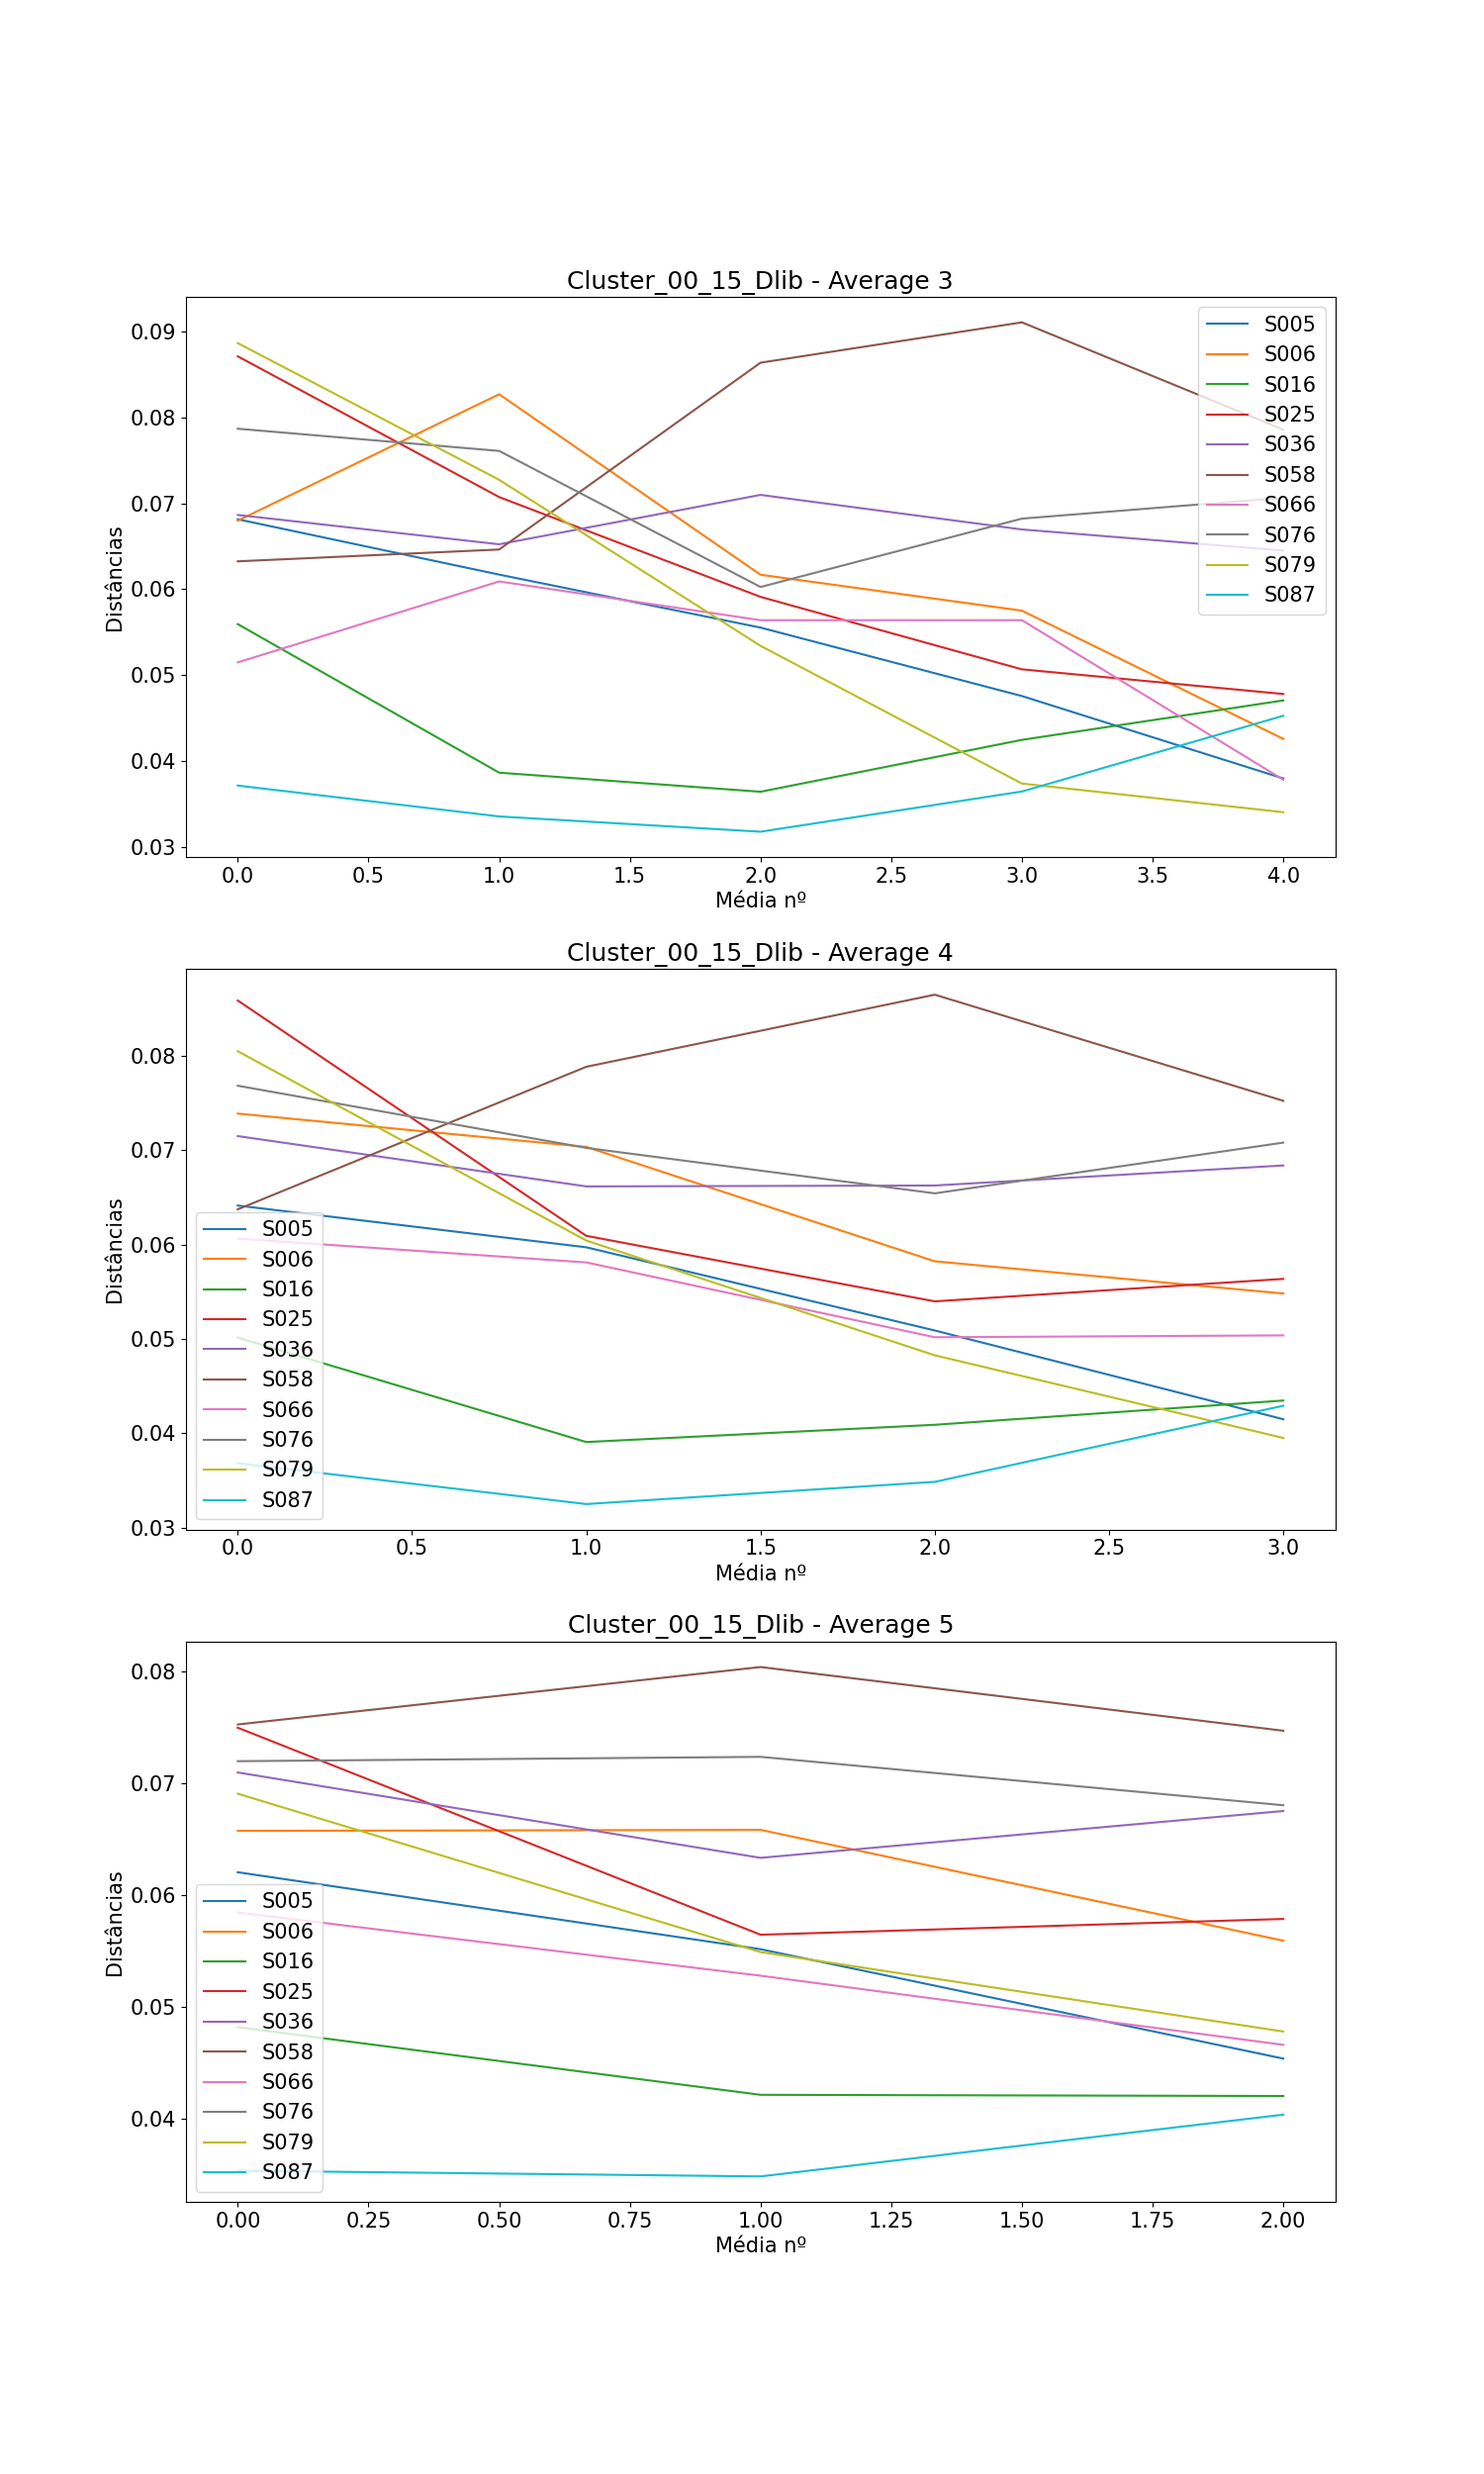 Cluster_00_15_Dlib - Average 3
Distâncias
0.09
0.08
0.07
0.06
0.05
0.04
0.03
S005
S006
S016
S025
S036
S058
S066
S076
S079
S087
0.0 0.5 1.0 1.5 2.0 2.5 3.0 3.5 4.0
Média nº
Cluster_00_15_Dlib - Average 4
Distâncias
0.08
0.07
0.06
0.05
0.04
0.03
S005
S006
S016
S025
S036
S058
S066
S076
S079
S087
0.0 0.5 1.0 1.5 2.0 2.5 3.0
Média nº
Cluster_00_15_Dlib - Average 5
Distâncias
0.08
0.07
0.06
0.05
0.04
S005
S006
S016
S025
S036
S058
S066
S076
S079
S087
0.00 0.25 0.50 0.75 1.00 1.25 1.50 1.75 2.00
Média nº